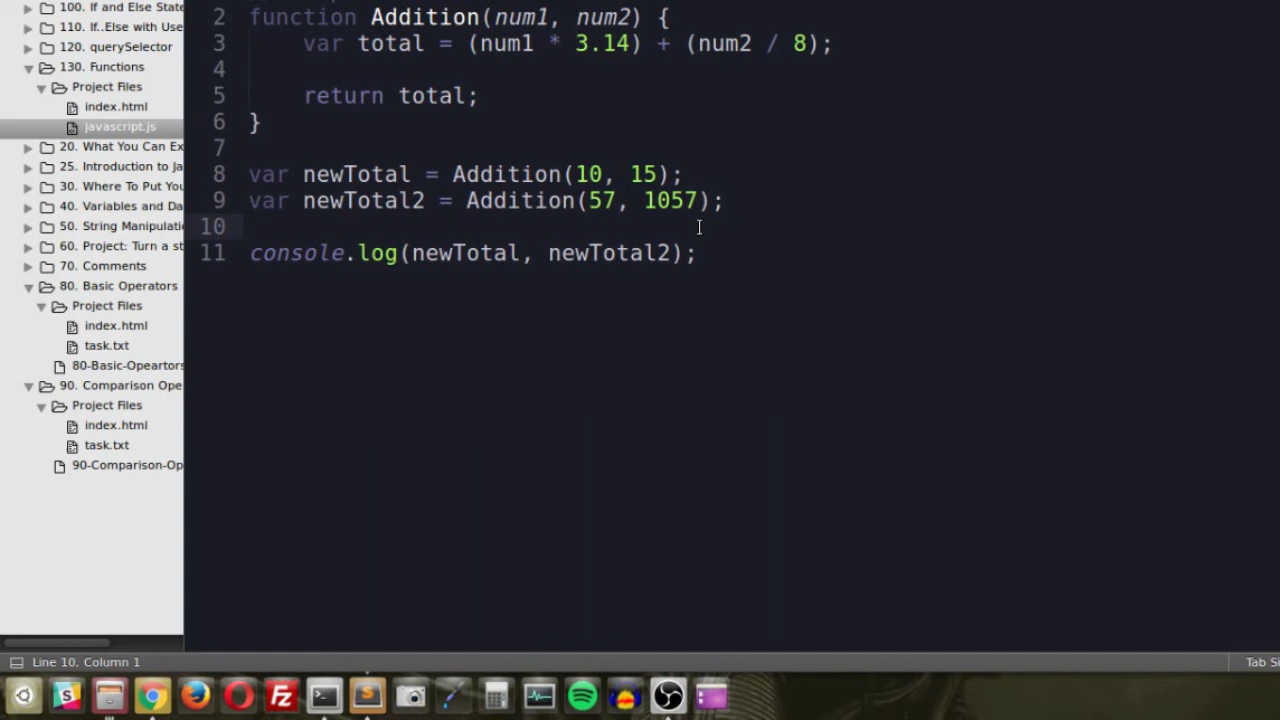 100. If and Else State
110. If..Else with Use
120. querySelector
130. Functions
Project Files
index.html
javascript.js
20. What You Can Ex
25. Introduction to Ja
30. Where To Put You
40. Variables and Da
50. String Manipulati
60. Project: Turn a st
70. Comments
80. Basic Operators
Project Files
index.html
task.txt
80-Basic-Opeartors
90. Comparison Ope
Project Files
index.html
task.txt
90-Comparison-Op
2 function Addition(num1, num2) {
3 var total = (num1 * 3.14) + (num2 / 8);
4
5 return total;
6 }
7
8 var newTotal = Addition(10, 15);
9 var newTotal2 = Addition(57, 1057);
10
11 console.log(newTotal, newTotal2);
Line 10, Column 1
Tab Si